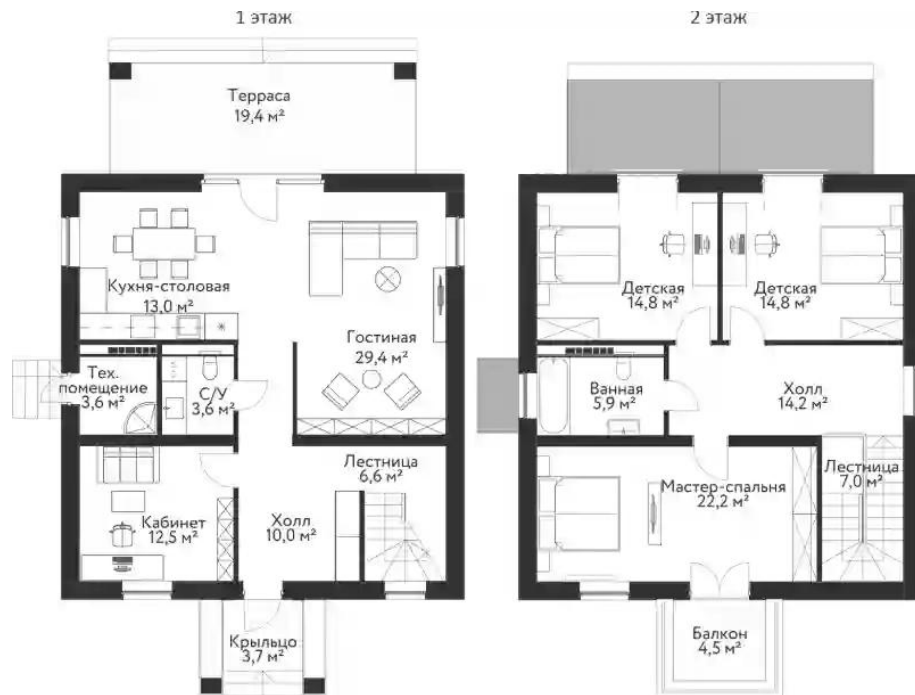 1 этаж
2 этаж
Терраса
19,4 м²
Кухня-столовая
13,0 м²
Гостиная
29,4 м²
Тех.
помещение
3,6 м²
С/У
3,6 м²
Лестница
6,6 м²
Кабинет
12,5 м²
Холл
10,0 м²
Крыльцо
3,7 м²
Детская
14,8 м²
Детская
14,8 м²
Ванная
5,9 м²
Холл
14,2 м²
Мастер-спальня
22,2 м²
Лестница
7,0 м²
Балкон
4,5 м²